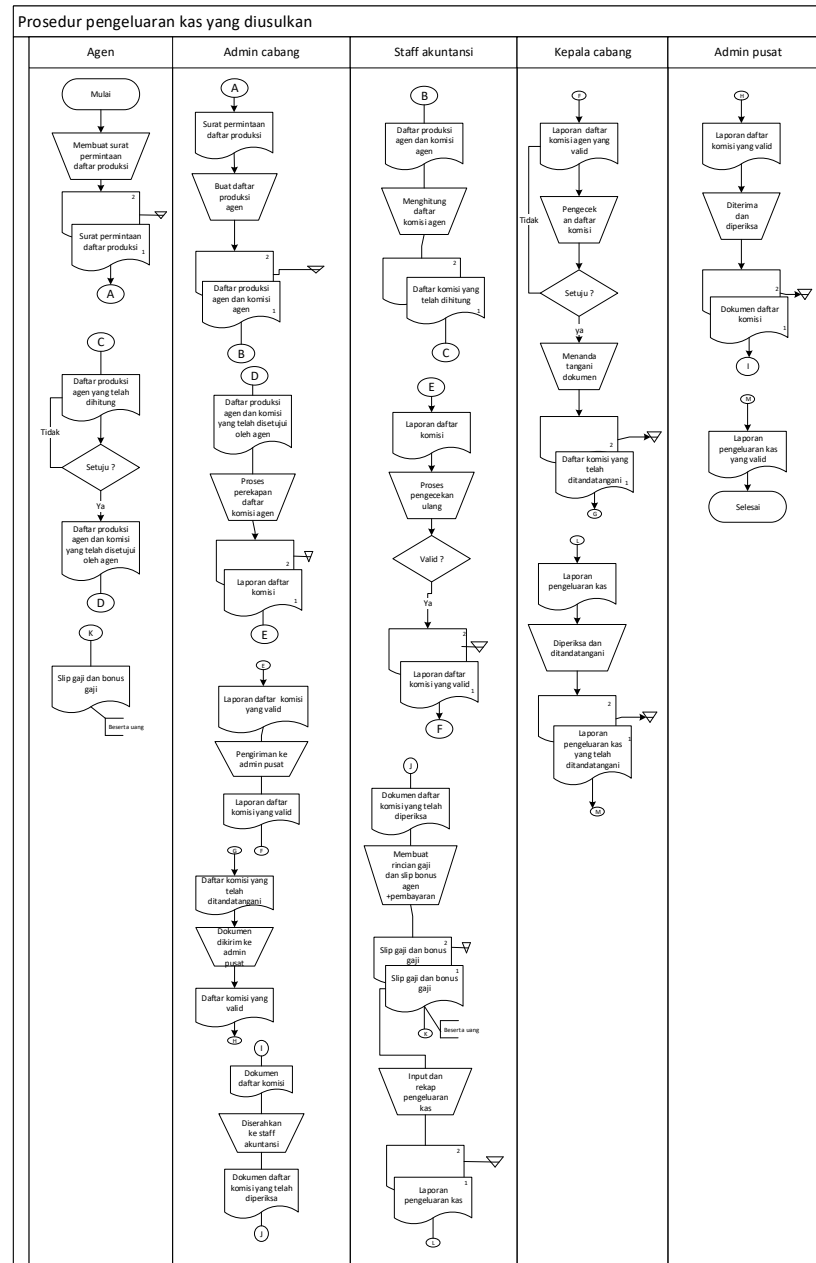 Prosedur pengeluaran kas yang diusulkan
Agen
Admin cabang
Staff akuntansi
Kepala cabang
Admin pusat
Mulai
Membuat surat
permintaan
daftar produksi
2
Surat permintaan
daftar produksi
1
A
C
Daftar produksi
agen yang telah
dihitung
Tidak
Setuju ?
Ya
Daftar produksi
agen dan komisi
yang telah disetujui
oleh agen
D
K
Slip gaji dan bonus
gaji
Beserta uang
A
Surat permintaan
daftar produksi
Buat daftar
produksi
agen
2
Daftar produksi
agen dan komisi
agen
1
B
D
Daftar produksi
agen dan komisi
yang telah disetujui
oleh agen
Proses
perekapan
daftar
komisi agen
2
Laporan daftar
komisi
1
E
E
Laporan daftar komisi
yang valid
Pengiriman ke
admin pusat
Laporan daftar
komisi yang valid
F
G
Daftar komisi yang
telah
ditandatangani
Dokumen
dikirim ke
admin
pusat
Daftar komisi yang
valid
H
I
Dokumen
daftar komisi
Diserahkan
ke staff
akuntansi
Dokumen daftar
komisi yang telah
diperiksa
J
B
Daftar produksi
agen dan komisi
agen
Menghitung
daftar
komisi agen
2
Daftar komisi yang
telah dihitung
1
C
E
Laporan daftar
komisi
Proses
pengecekan
ulang
Valid ?
Ya
2
Laporan daftar
komisi yang valid
1
F
J
Dokumen daftar
komisi yang telah
diperiksa
Membuat
rincian gaji
dan slip bonus
agen
+pembayaran
2
Slip gaji dan bonus
gaji
1
Slip gaji dan bonus
gaji
K
Beserta uang
Input dan
rekap
pengeluaran
kas
2
Laporan
pengeluaran kas
1
L
F
Laporan daftar
komisi agen yang
valid
Tidak
Pengecek
an daftar
komisi
Setuju ?
ya
Menanda
tangani
dokumen
2
Daftar komisi yang
telah
ditandatangani
1
G
L
Laporan
pengeluaran kas
Diperiksa dan
ditandatangani
2
Laporan
pengeluaran kas
yang telah
ditandatangani
1
M
H
Laporan daftar
komisi yang valid
Diterima
dan
diperiksa
2
Dokumen daftar
komisi
1
I
M
Laporan
pengeluaran kas
yang valid
Selesai